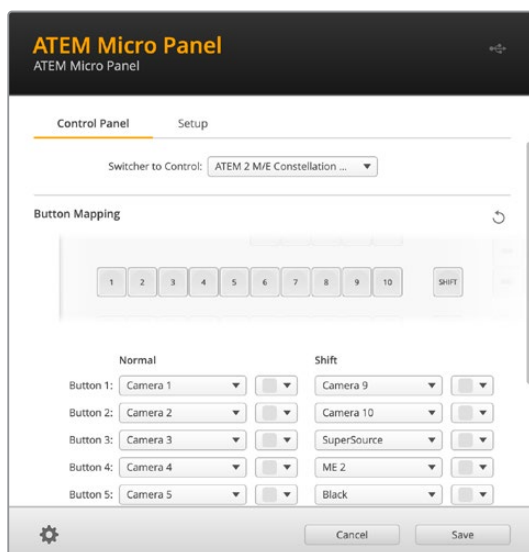 ATEM Micro Panel
ATEM Micro Panel
Control Panel Setup
Switcher to Control: ATEM 2 M/E Constellation ...
Button Mapping
1 2 3 4 5 6 7 8 9 10 SHIFT
Normal Shift
Button 1: Camera 1 Camera 9
Button 2: Camera 2 Camera 10
Button 3: Camera 3 SuperSource
Button 4: Camera 4 ME 2
Button 5: Camera 5 Black
Cancel Save